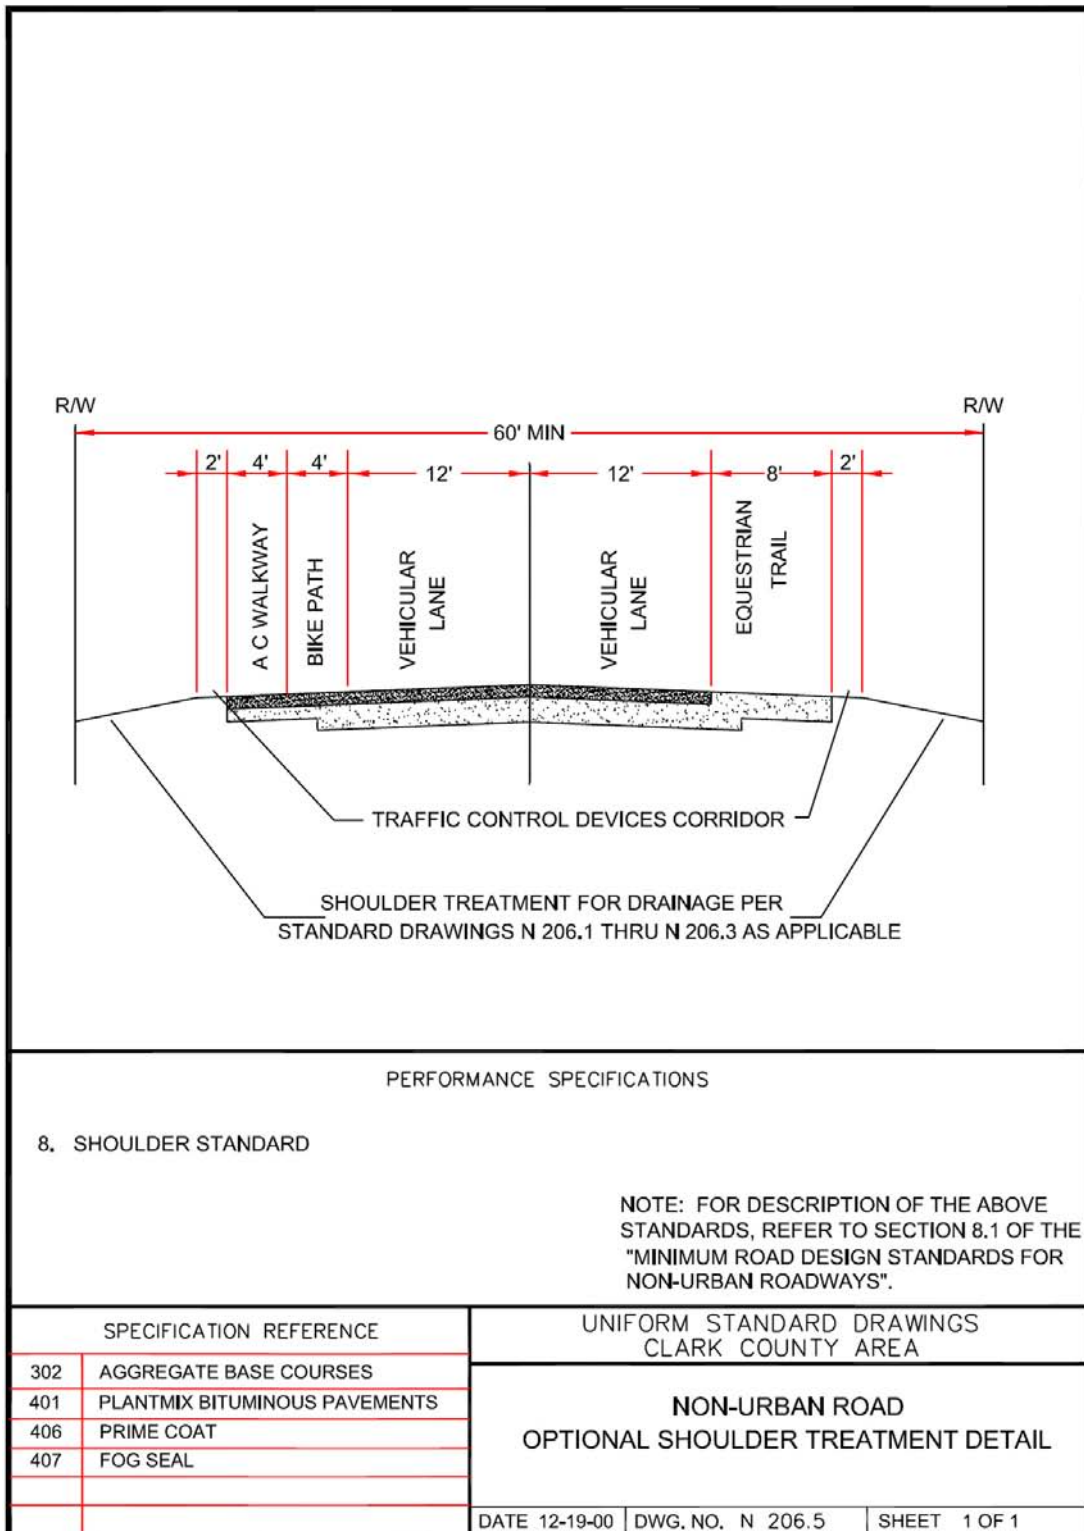 R/W
R/W
60' MIN
2'
4'
4'
12'
12'
8'
2'
A C WALKWAY
BIKE PATH
VEHICULAR
LANE
VEHICULAR
LANE
EQUESTRIAN
TRAIL
TRAFFIC CONTROL DEVICES CORRIDOR
SHOULDER TREATMENT FOR DRAINAGE PER
STANDARD DRAWINGS N 206.1 THRU N 206.3 AS APPLICABLE
PERFORMANCE SPECIFICATIONS
8. SHOULDER STANDARD
NOTE: FOR DESCRIPTION OF THE ABOVE
STANDARDS, REFER TO SECTION 8.1 OF THE
"MINIMUM ROAD DESIGN STANDARDS FOR
NON-URBAN ROADWAYS".
SPECIFICATION REFERENCE
302 AGGREGATE BASE COURSES
401 PLANTMIX BITUMINOUS PAVEMENTS
406 PRIME COAT
407 FOG SEAL
UNIFORM STANDARD DRAWINGS
CLARK COUNTY AREA
NON-URBAN ROAD
OPTIONAL SHOULDER TREATMENT DETAIL
DATE 12-19-00 DWG. NO. N 206.5 SHEET 1 OF 1